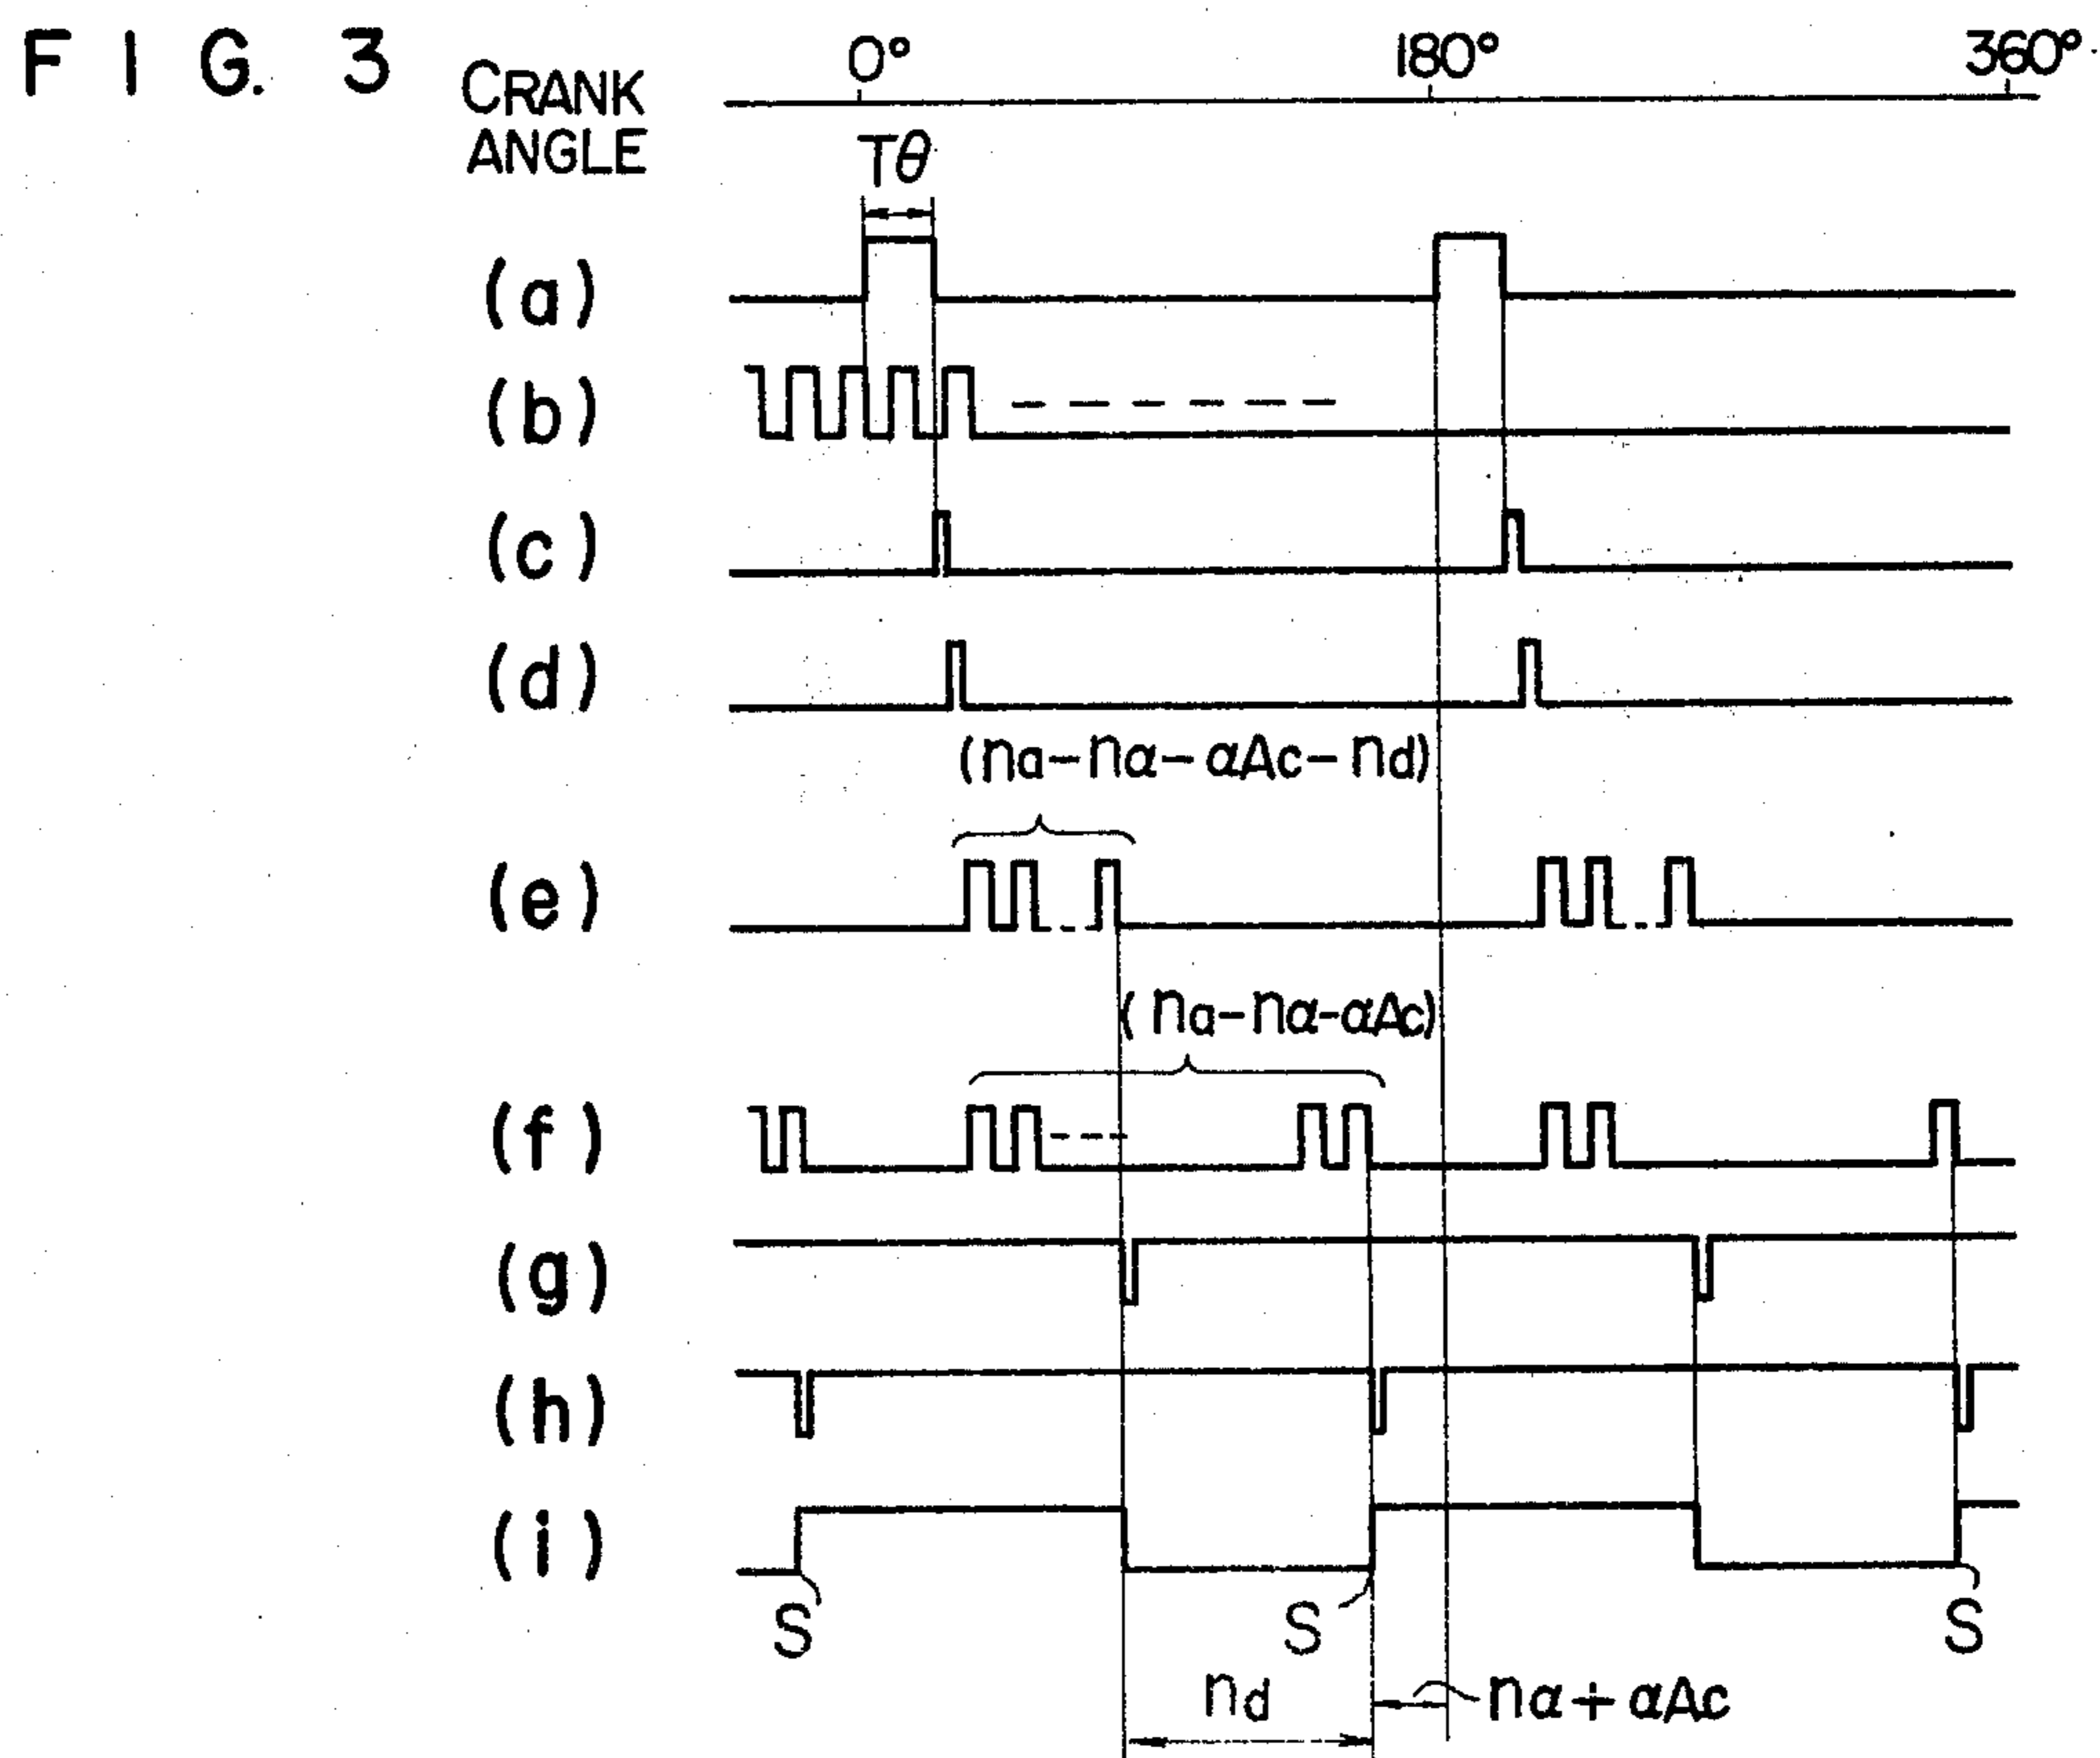 FIG. 3
CRANK ANGLE
0° 180° 360°
Tθ
(a)
(b)
(c)
(d)
(na-nα-αAc-nd)
(e)
(na-nα-αAc)
(f)
(g)
(h)
(i)
S S S
nd
nα+αAc